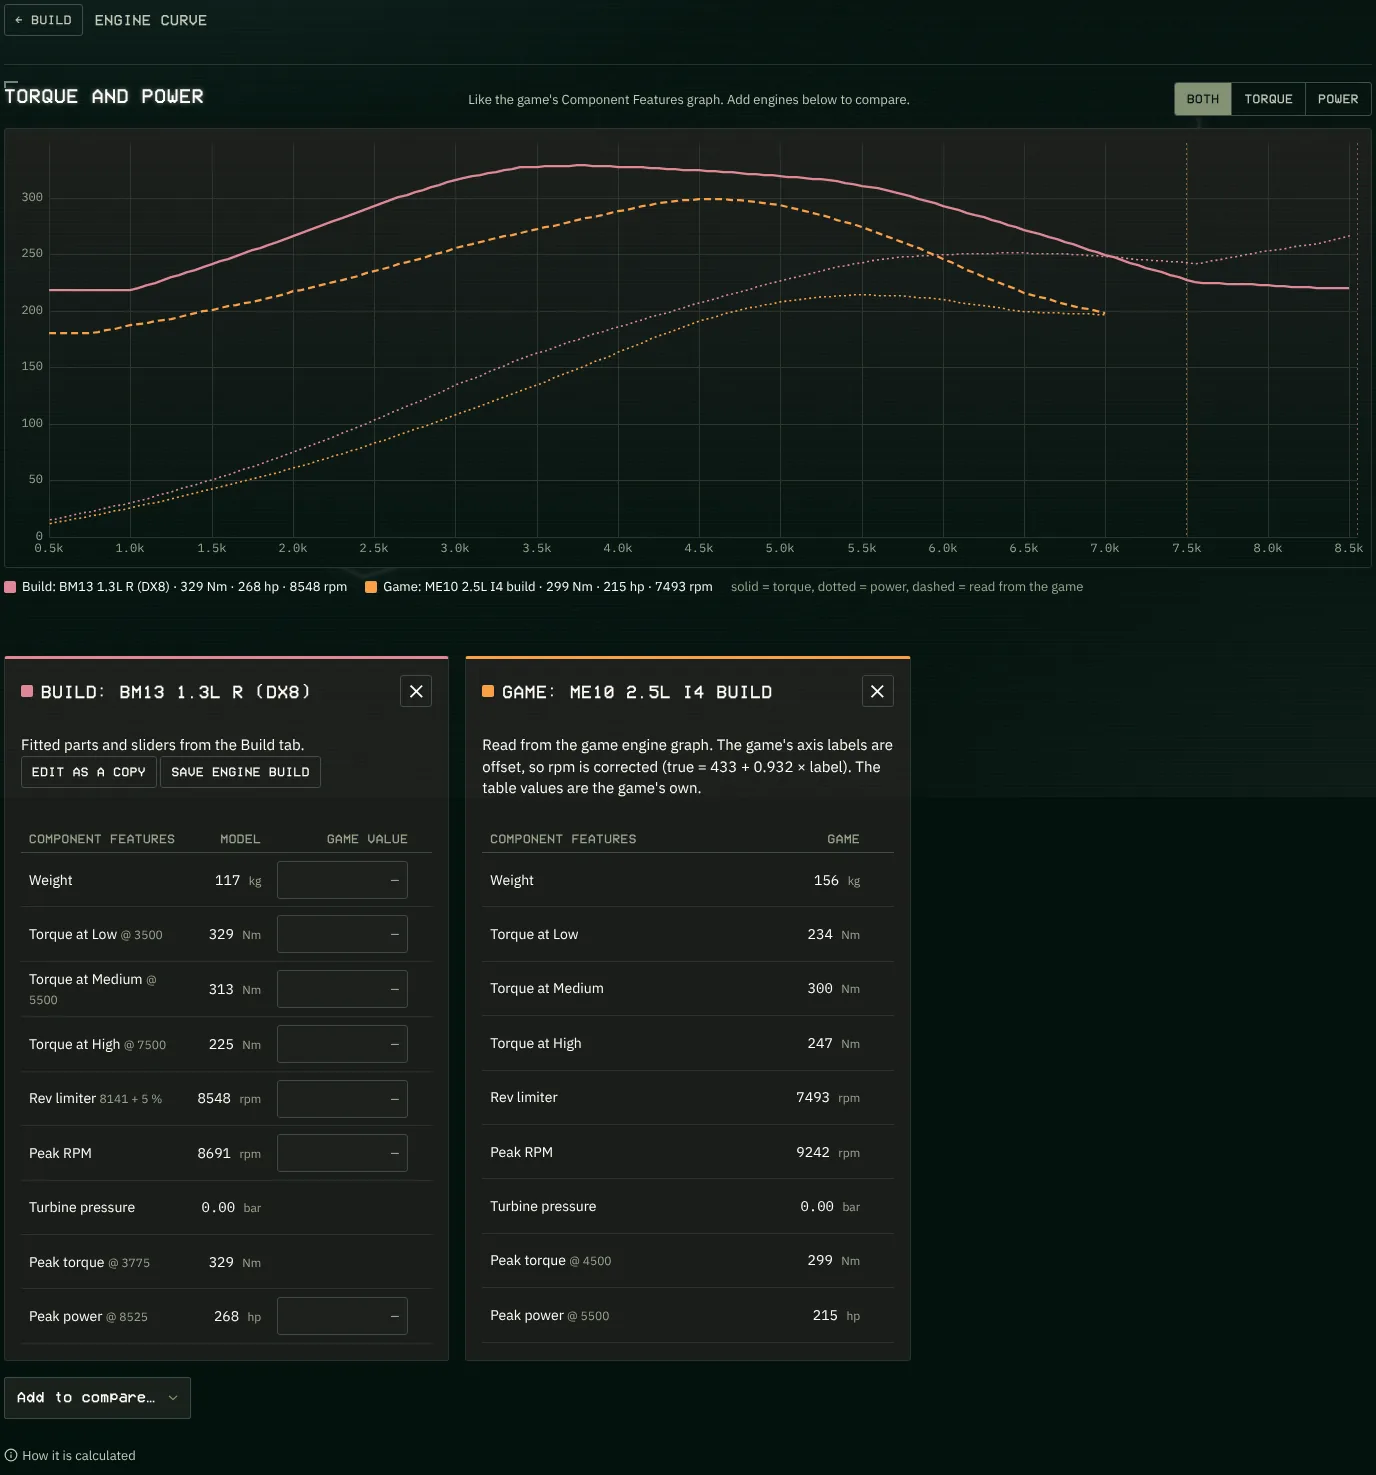 ← BUILD ENGINE CURVE
TORQUE AND POWER
Like the game's Component Features graph. Add engines below to compare.
BOTH TORQUE POWER
300
250
200
150
100
50
0
0.5k 1.0k 1.5k 2.0k 2.5k 3.0k 3.5k 4.0k 4.5k 5.0k 5.5k 6.0k 6.5k 7.0k 7.5k 8.0k 8.5k
Build: BM13 1.3L R (DX8) · 329 Nm · 268 hp · 8548 rpm Game: ME10 2.5L I4 build · 299 Nm · 215 hp · 7493 rpm solid = torque, dotted = power, dashed = read from the game
BUILD: BM13 1.3L R (DX8)
Fitted parts and sliders from the Build tab.
EDIT AS A COPY SAVE ENGINE BUILD
COMPONENT FEATURES MODEL GAME VALUE
Weight 117 kg –
Torque at Low @ 3500 329 Nm –
Torque at Medium @
5500 313 Nm –
Torque at High @ 7500 225 Nm –
Rev limiter 8141 + 5 % 8548 rpm –
Peak RPM 8691 rpm –
Turbine pressure 0.00 bar
Peak torque @ 3775 329 Nm
Peak power @ 8525 268 hp –
GAME: ME10 2.5L I4 BUILD
Read from the game engine graph. The game's axis labels are
offset, so rpm is corrected (true = 433 + 0.932 × label). The
table values are the game's own.
COMPONENT FEATURES GAME
Weight 156 kg
Torque at Low 234 Nm
Torque at Medium 300 Nm
Torque at High 247 Nm
Rev limiter 7493 rpm
Peak RPM 9242 rpm
Turbine pressure 0.00 bar
Peak torque @ 4500 299 Nm
Peak power @ 5500 215 hp
Add to compare…
How it is calculated